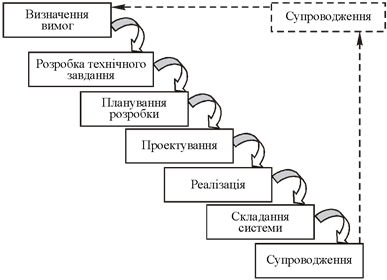 Визначення
вимог
Супроводження
Розробка технічного
завдання
Планування
розробки
Проектування
Реалізація
Складання
системи
Супроводження